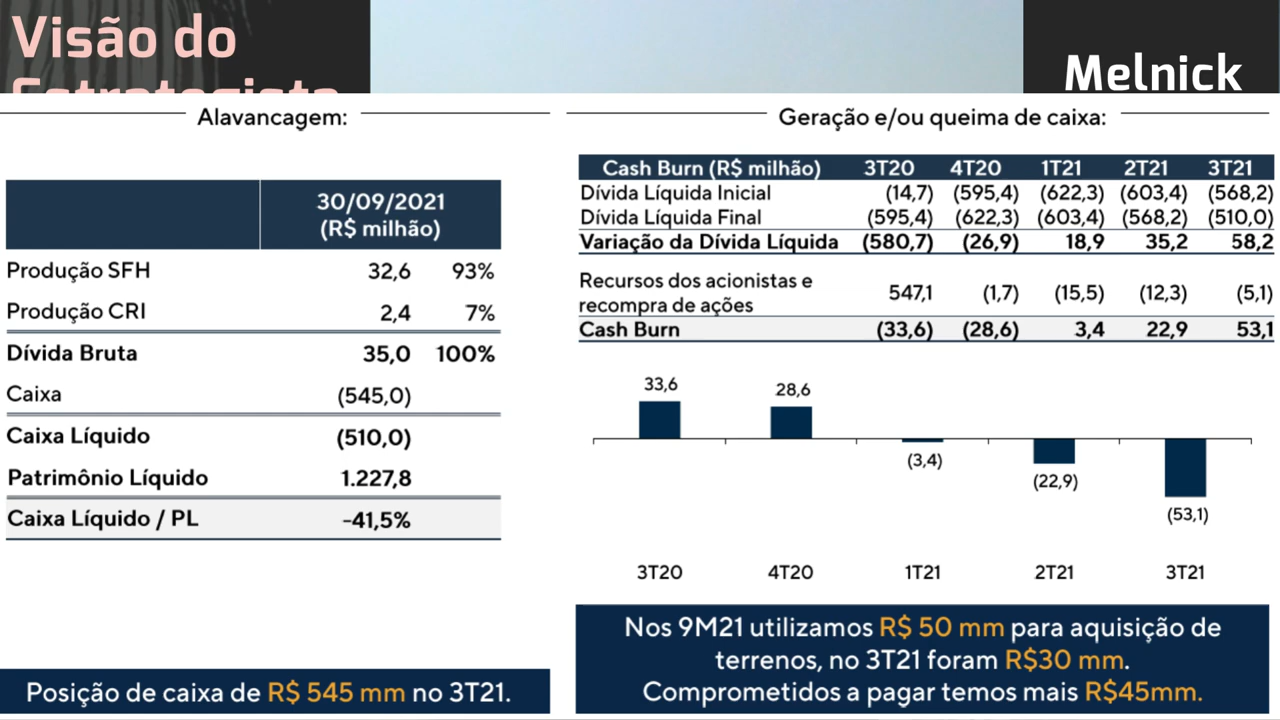 Visão do
Estrategista
Melnick
Alavancagem:
30/09/2021
(R$ milhão)
Produção SFH 32,6 93%
Produção CRI 2,4 7%
Dívida Bruta 35,0 100%
Caixa (545,0)
Caixa Líquido (510,0)
Patrimônio Líquido 1.227,8
Caixa Líquido / PL -41,5%
Posição de caixa de R$ 545 mm no 3T21.
Geração e/ou queima de caixa:
Cash Burn (R$ milhão) 3T20 4T20 1T21 2T21 3T21
Dívida Líquida Inicial (14,7) (595,4) (622,3) (603,4) (568,2)
Dívida Líquida Final (595,4) (622,3) (603,4) (568,2) (510,0)
Variação da Dívida Líquida (580,7) (26,9) 18,9 35,2 58,2
Recursos dos acionistas e
recompra de ações 547,1 (1,7) (15,5) (12,3) (5,1)
Cash Burn (33,6) (28,6) 3,4 22,9 53,1
33,6 28,6 (3,4) (22,9) (53,1)
3T20 4T20 1T21 2T21 3T21
Nos 9M21 utilizamos R$ 50 mm para aquisição de
terrenos, no 3T21 foram R$30 mm.
Comprometidos a pagar temos mais R$45mm.